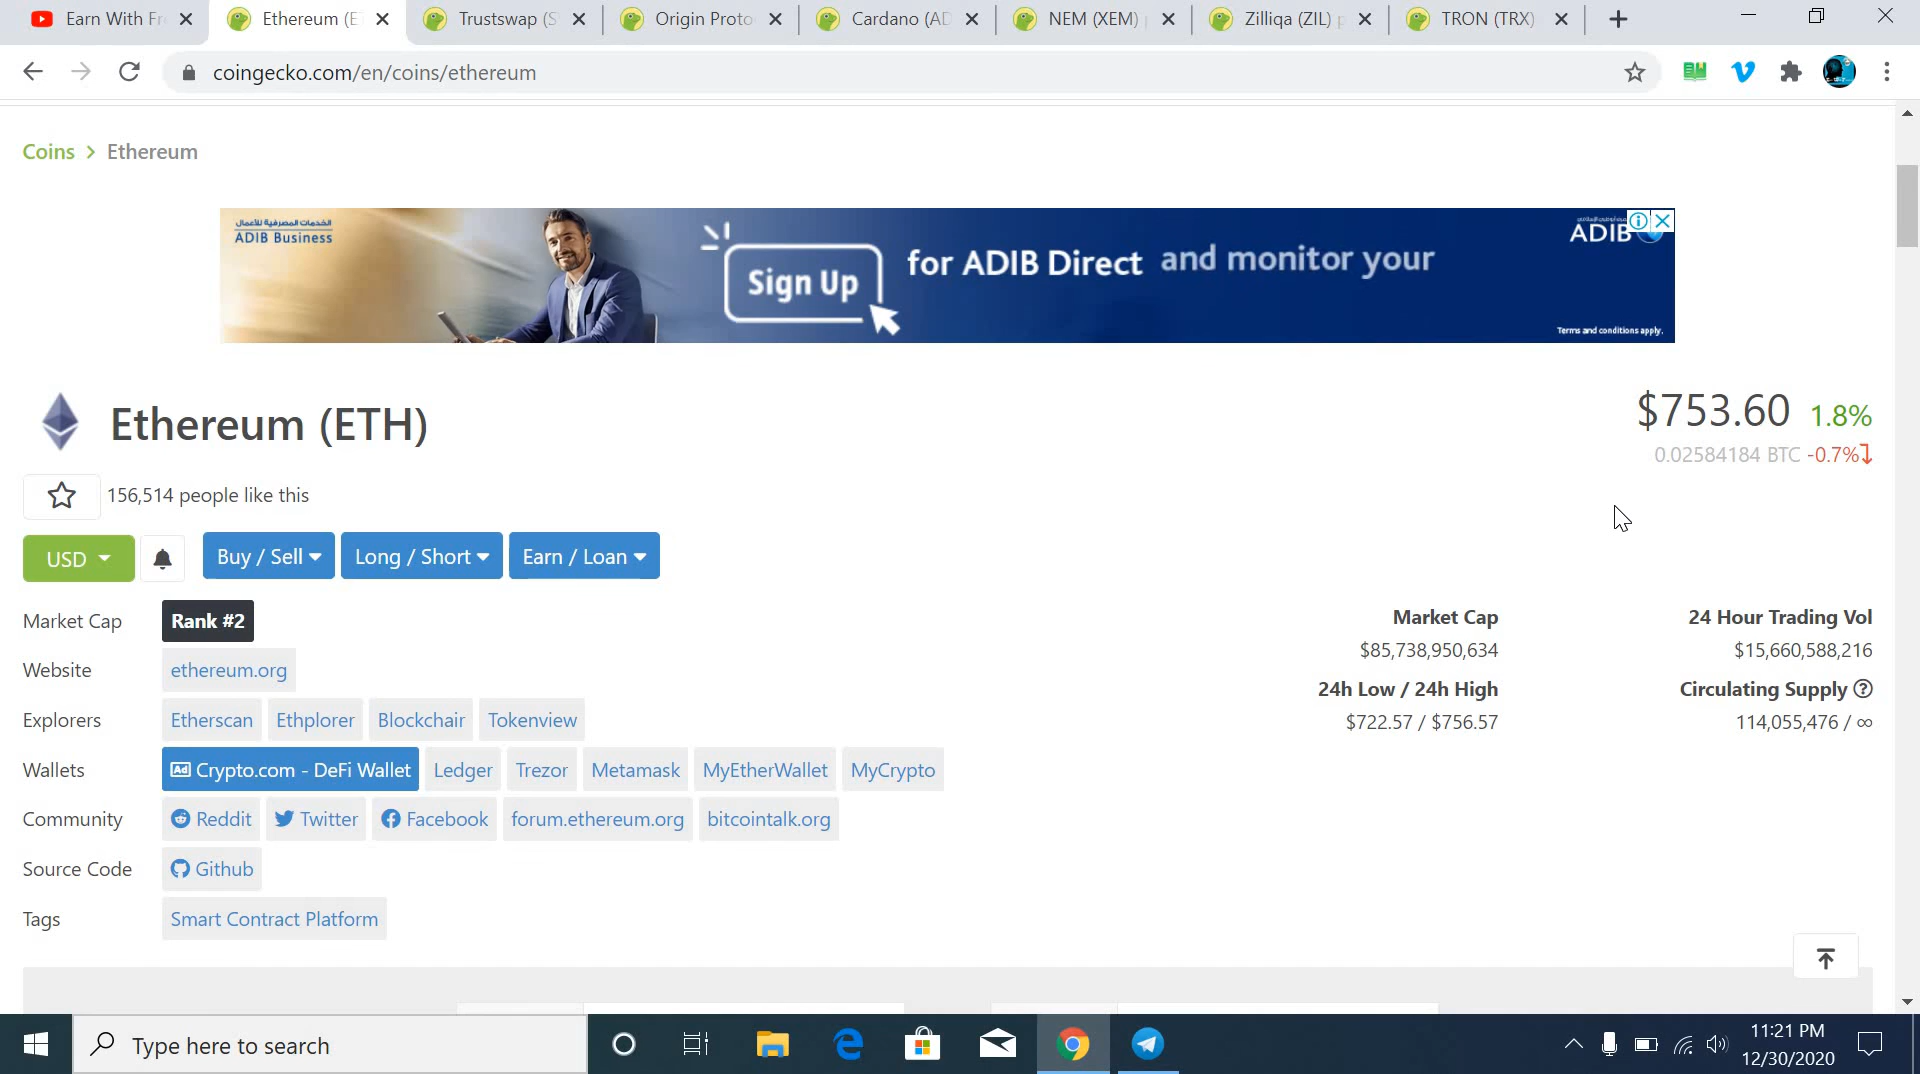 Earn With Fr
Ethereum (E
Trustswap (S
Origin Proto
Cardano (AD
NEM (XEM)
Zilliqa (ZIL) p
TRON (TRX)
coingecko.com/en/coins/ethereum
Coins > Ethereum
الخدمات المصرفية للأعمال
ADIB Business
Sign Up
for ADIB Direct and monitor your
ADIB
Terms and conditions apply.
Ethereum (ETH)
$753.60 1.8%
0.02584184 BTC -0.7%
156,514 people like this
USD
Buy / Sell
Long / Short
Earn / Loan
Market Cap Rank #2
Website ethereum.org
Explorers Etherscan Ethplorer Blockchair Tokenview
Wallets Ad Crypto.com - DeFi Wallet Ledger Trezor Metamask MyEtherWallet MyCrypto
Community Reddit Twitter Facebook forum.ethereum.org bitcointalk.org
Source Code Github
Tags Smart Contract Platform
Market Cap
$85,738,950,634
24 Hour Trading Vol
$15,660,588,216
24h Low / 24h High
$722.57 / $756.57
Circulating Supply ?
114,055,476 / ∞
Type here to search
11:21 PM
12/30/2020